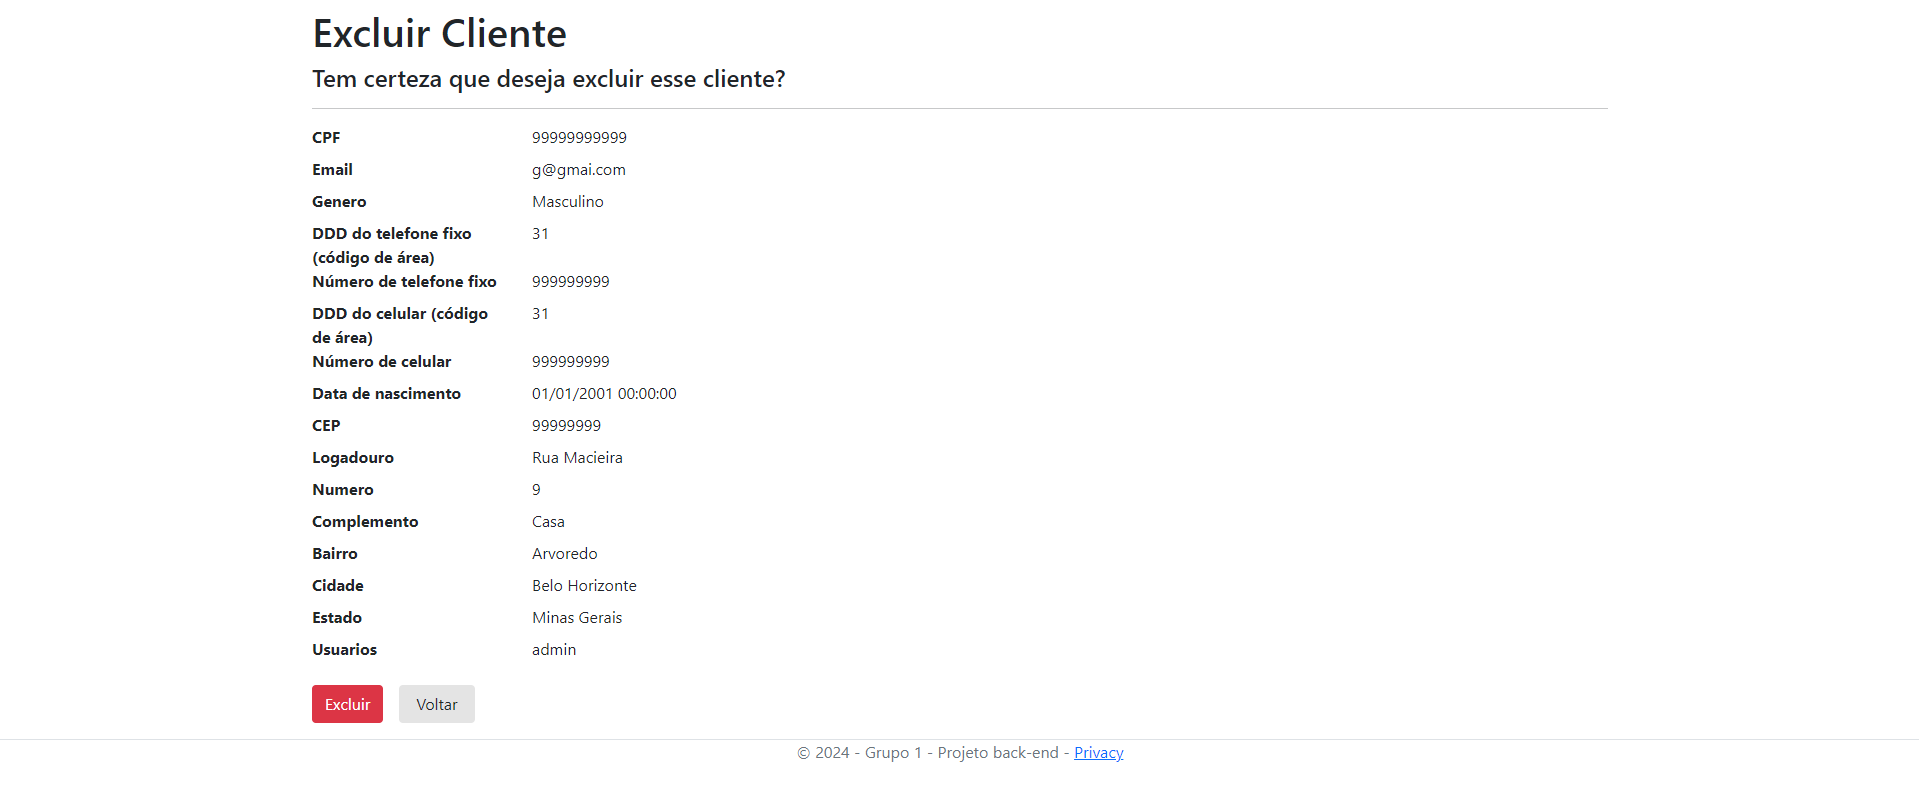 Excluir Cliente
Tem certeza que deseja excluir esse cliente?
CPF 99999999999
Email g@gmai.com
Genero Masculino
DDD do telefone fixo 31
(código de área)
Número de telefone fixo 999999999
DDD do celular (código 31
de área)
Número de celular 999999999
Data de nascimento 01/01/2001 00:00:00
CEP 99999999
Logadouro Rua Macieira
Numero 9
Complemento Casa
Bairro Arvoredo
Cidade Belo Horizonte
Estado Minas Gerais
Usuarios admin
Excluir Voltar
© 2024 - Grupo 1 - Projeto back-end - Privacy